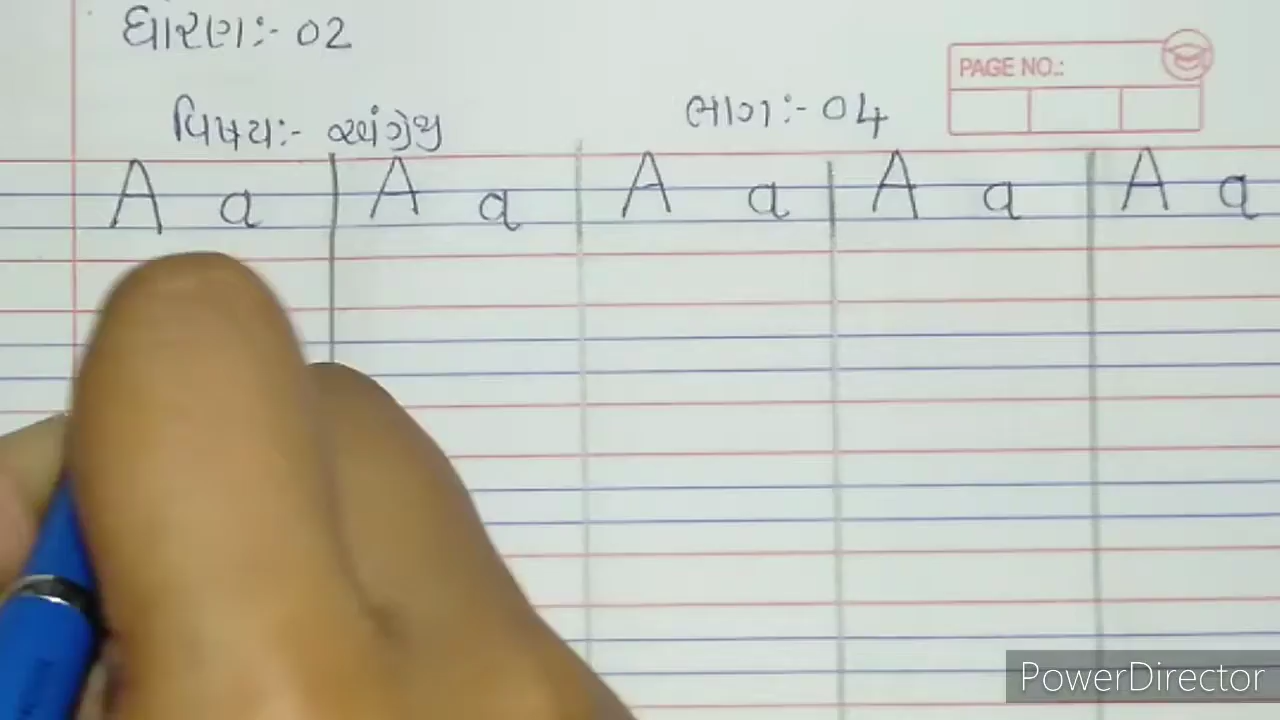 ધોરણ:- 02
PAGE NO.:
વિષય:- અંગ્રેજી
ભાગ:- 04
A a A a A a A a A a
PowerDirector